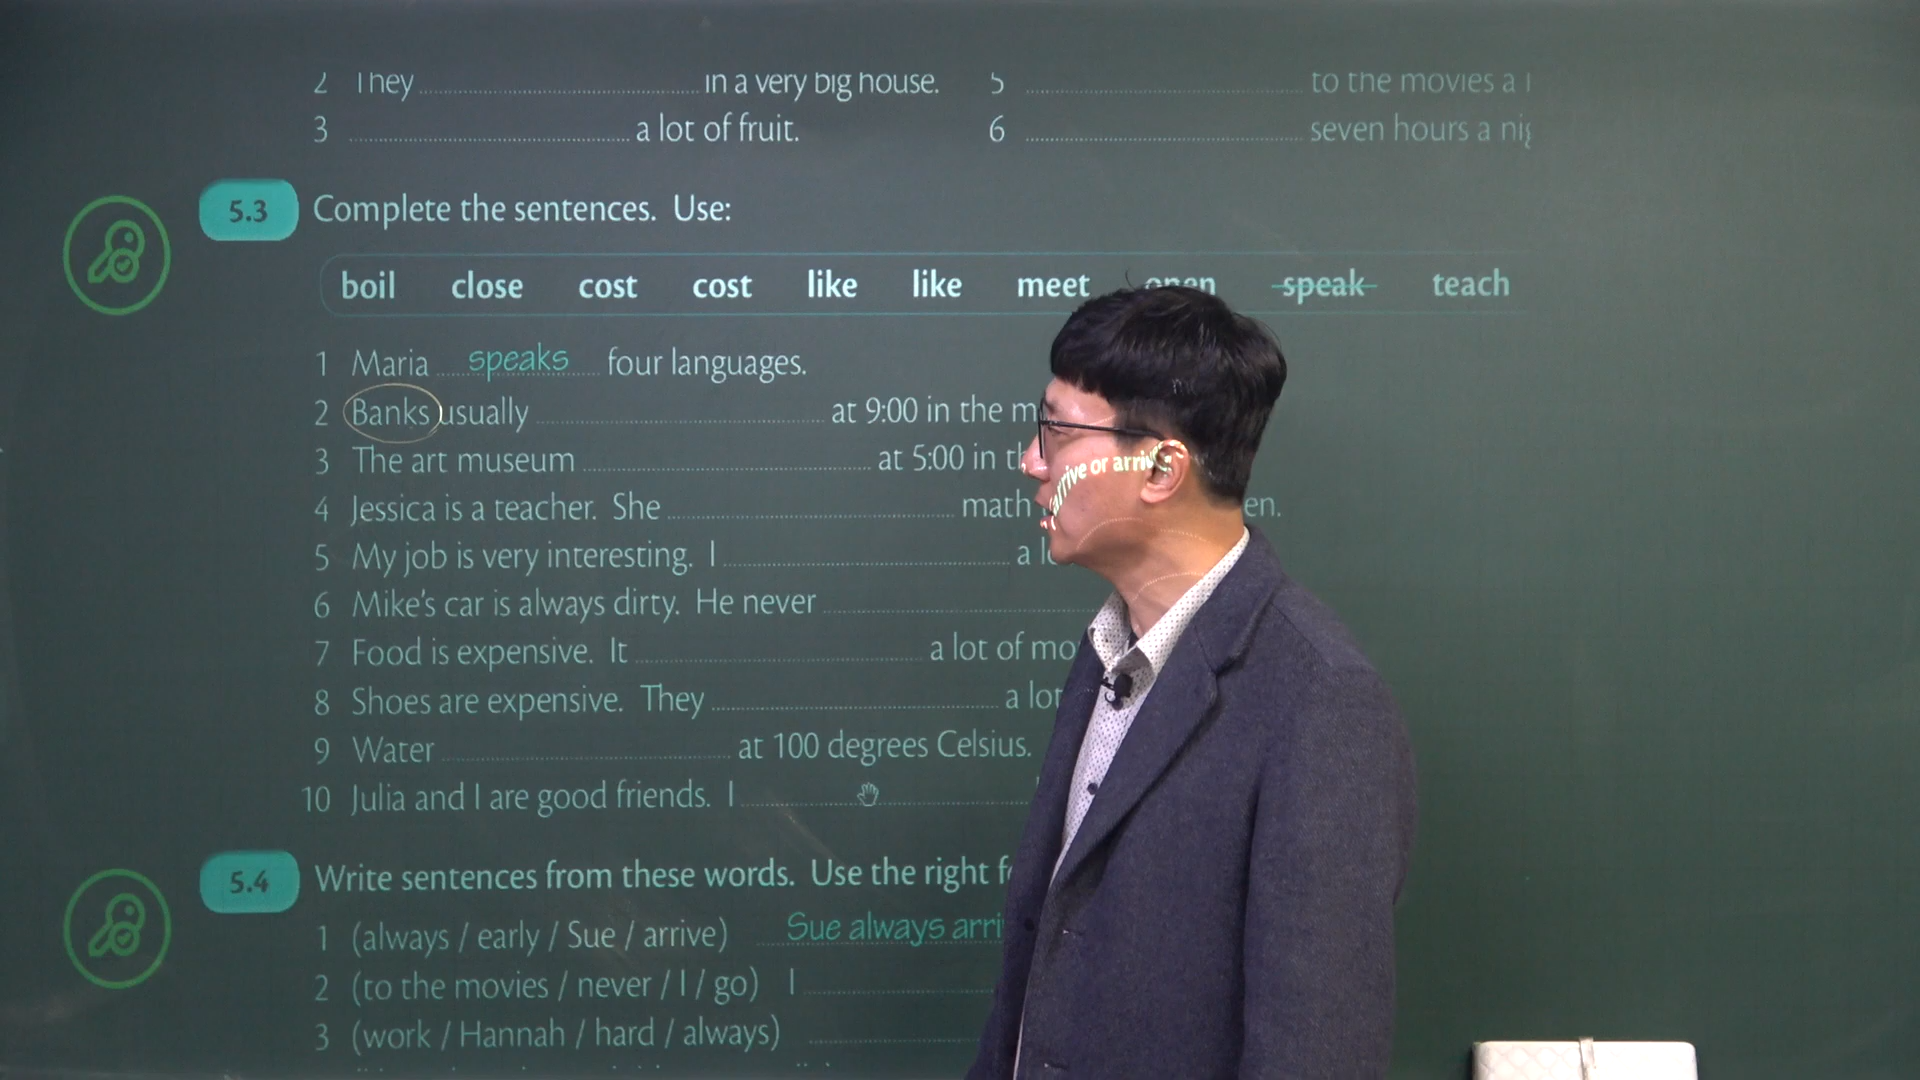 2 They in a very big house. 5 to the movies a
3 a lot of fruit. 6 seven hours a
5.3 Complete the sentences. Use:
boil close cost cost like like meet open speak teach
1 Maria speaks four languages.
2 Banks usually at 9:00 in the
3 The art museum at 5:00 in
4 Jessica is a teacher. She math
5 My job is very interesting. I a
6 Mike's car is always dirty. He never
7 Food is expensive. It a lot of
8 Shoes are expensive. They a lot
9 Water at 100 degrees Celsius.
10 Julia and I are good friends. I
arrive or
5.4 Write sentences from these words. Use the right
1 (always / early / Sue / arrive) Sue always
2 (to the movies / never / I / go) I
3 (work / Hannah / hard / always)